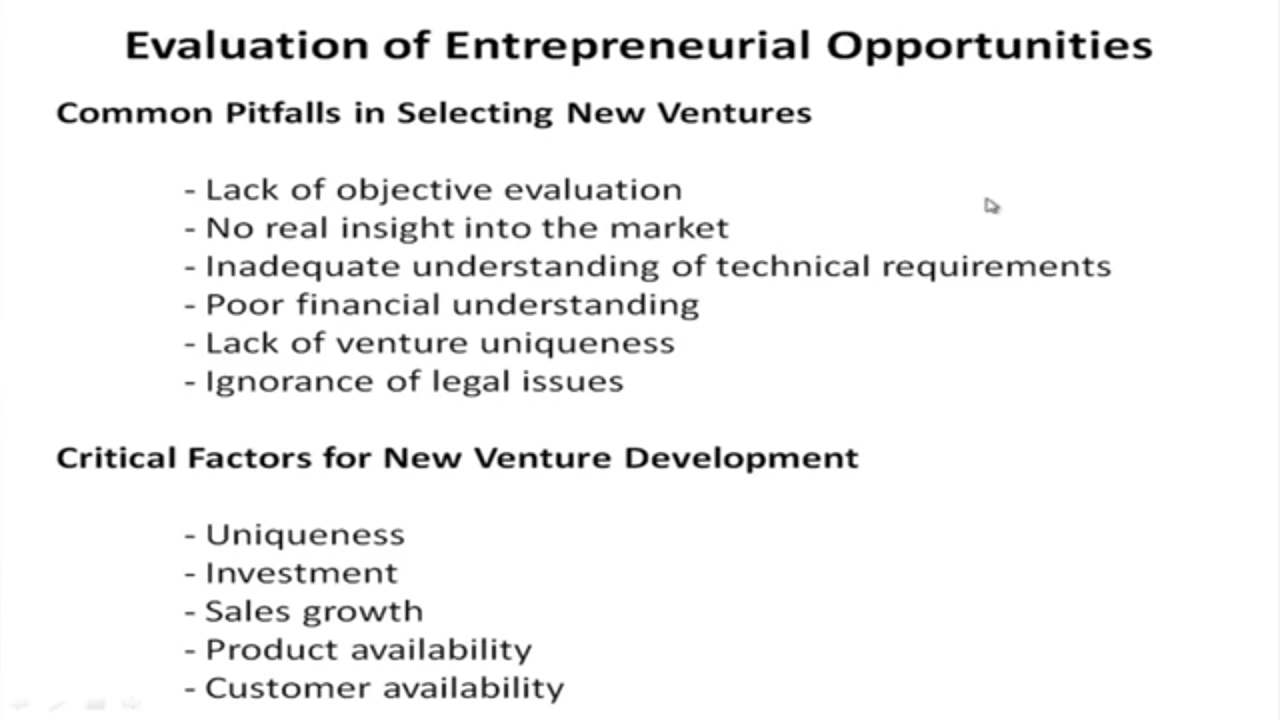 Evaluation of Entrepreneurial Opportunities
Common Pitfalls in Selecting New Ventures
- Lack of objective evaluation
- No real insight into the market
- Inadequate understanding of technical requirements
- Poor financial understanding
- Lack of venture uniqueness
- Ignorance of legal issues
Critical Factors for New Venture Development
- Uniqueness
- Investment
- Sales growth
- Product availability
- Customer availability